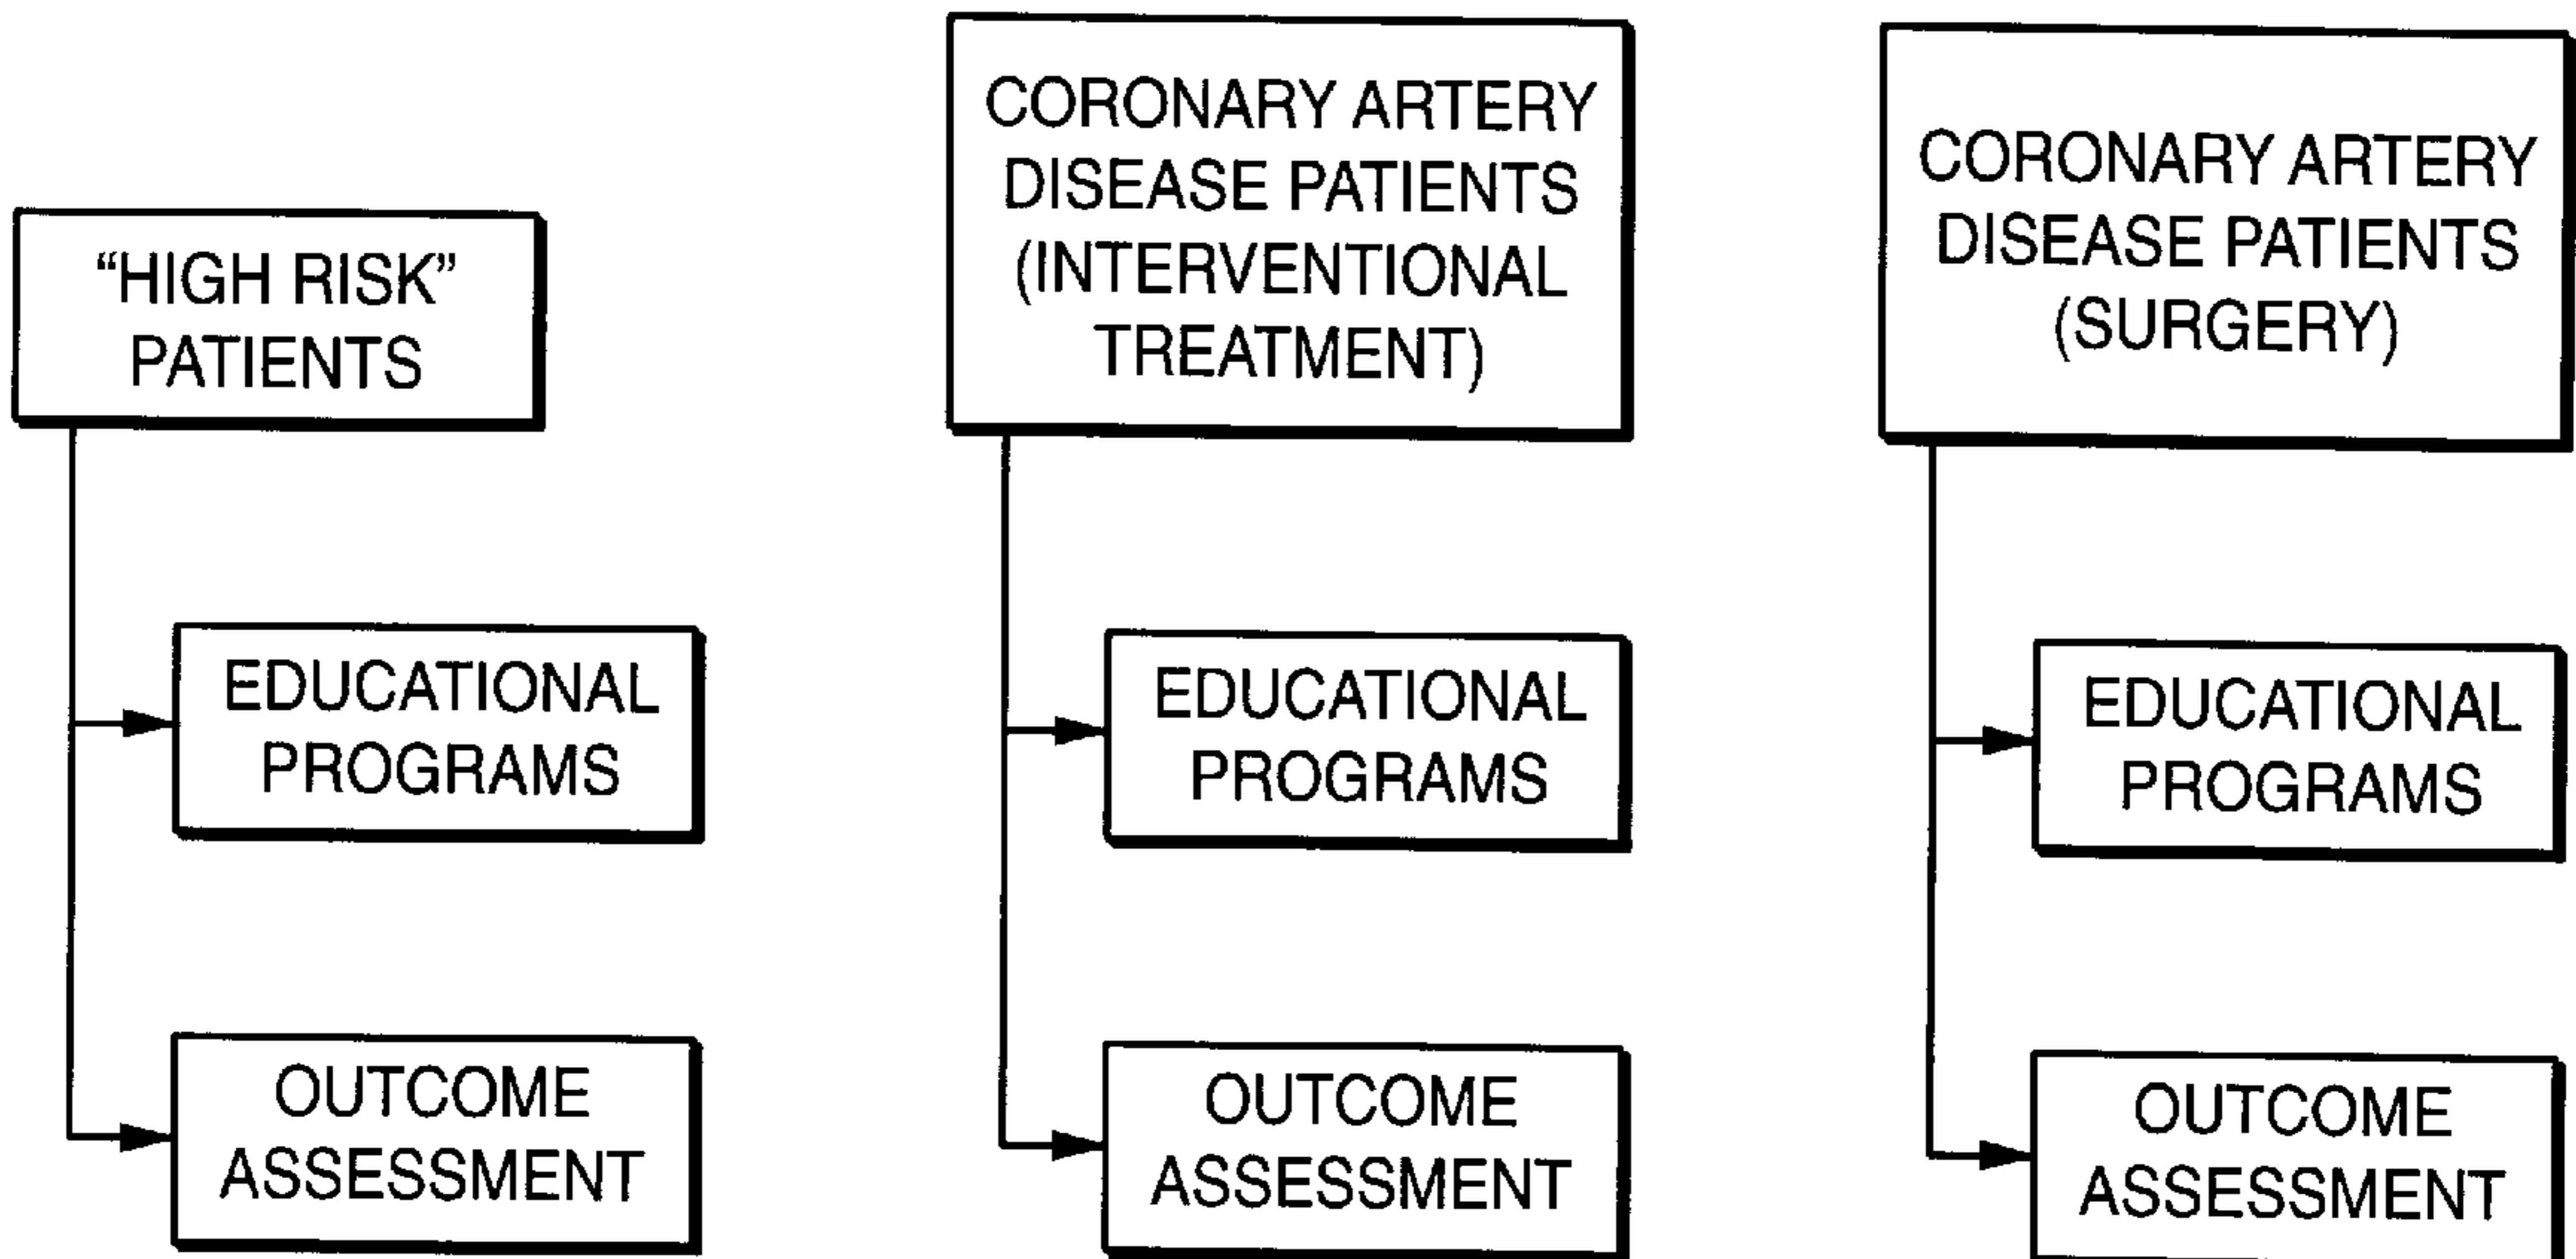 “HIGH RISK”
PATIENTS
EDUCATIONAL
PROGRAMS
OUTCOME
ASSESSMENT
CORONARY ARTERY
DISEASE PATIENTS
(INTERVENTIONAL
TREATMENT)
EDUCATIONAL
PROGRAMS
OUTCOME
ASSESSMENT
CORONARY ARTERY
DISEASE PATIENTS
(SURGERY)
EDUCATIONAL
PROGRAMS
OUTCOME
ASSESSMENT